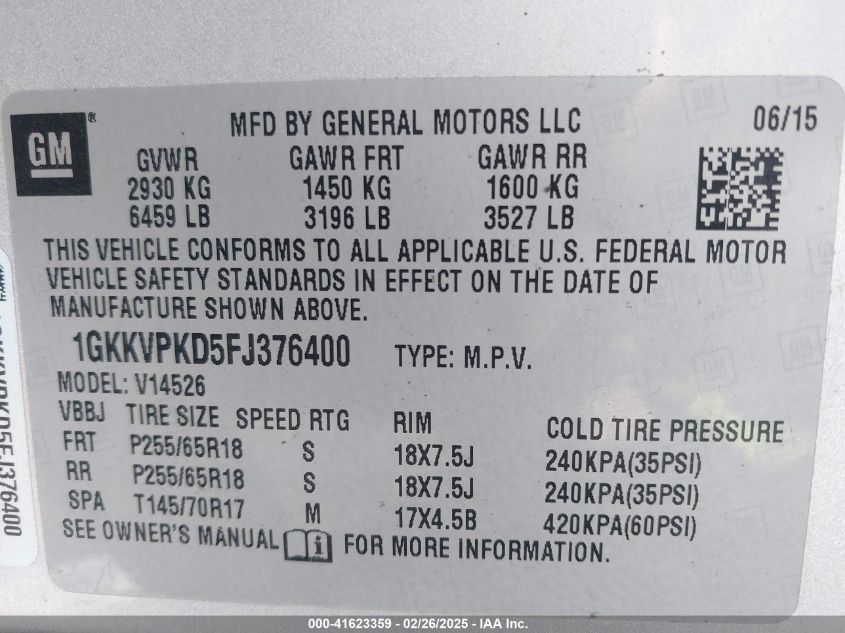 GM ®
MFD BY GENERAL MOTORS LLC 06/15
GVWR GAWR FRT GAWR RR
2930 KG 1450 KG 1600 KG
6459 LB 3196 LB 3527 LB
THIS VEHICLE CONFORMS TO ALL APPLICABLE U.S. FEDERAL MOTOR
VEHICLE SAFETY STANDARDS IN EFFECT ON THE DATE OF
MANUFACTURE SHOWN ABOVE.
1GKKVPKD5FJ376400 TYPE: M.P.V.
MODEL: V14526
VBBJ TIRE SIZE SPEED RTG RIM COLD TIRE PRESSURE
FRT P255/65R18 S 18X7.5J 240KPA(35PSI)
RR P255/65R18 S 18X7.5J 240KPA(35PSI)
SPA T145/70R17 M 17X4.5B 420KPA(60PSI)
SEE OWNER'S MANUAL i FOR MORE INFORMATION.
000-41623359 - 02/26/2025 - IAA Inc.